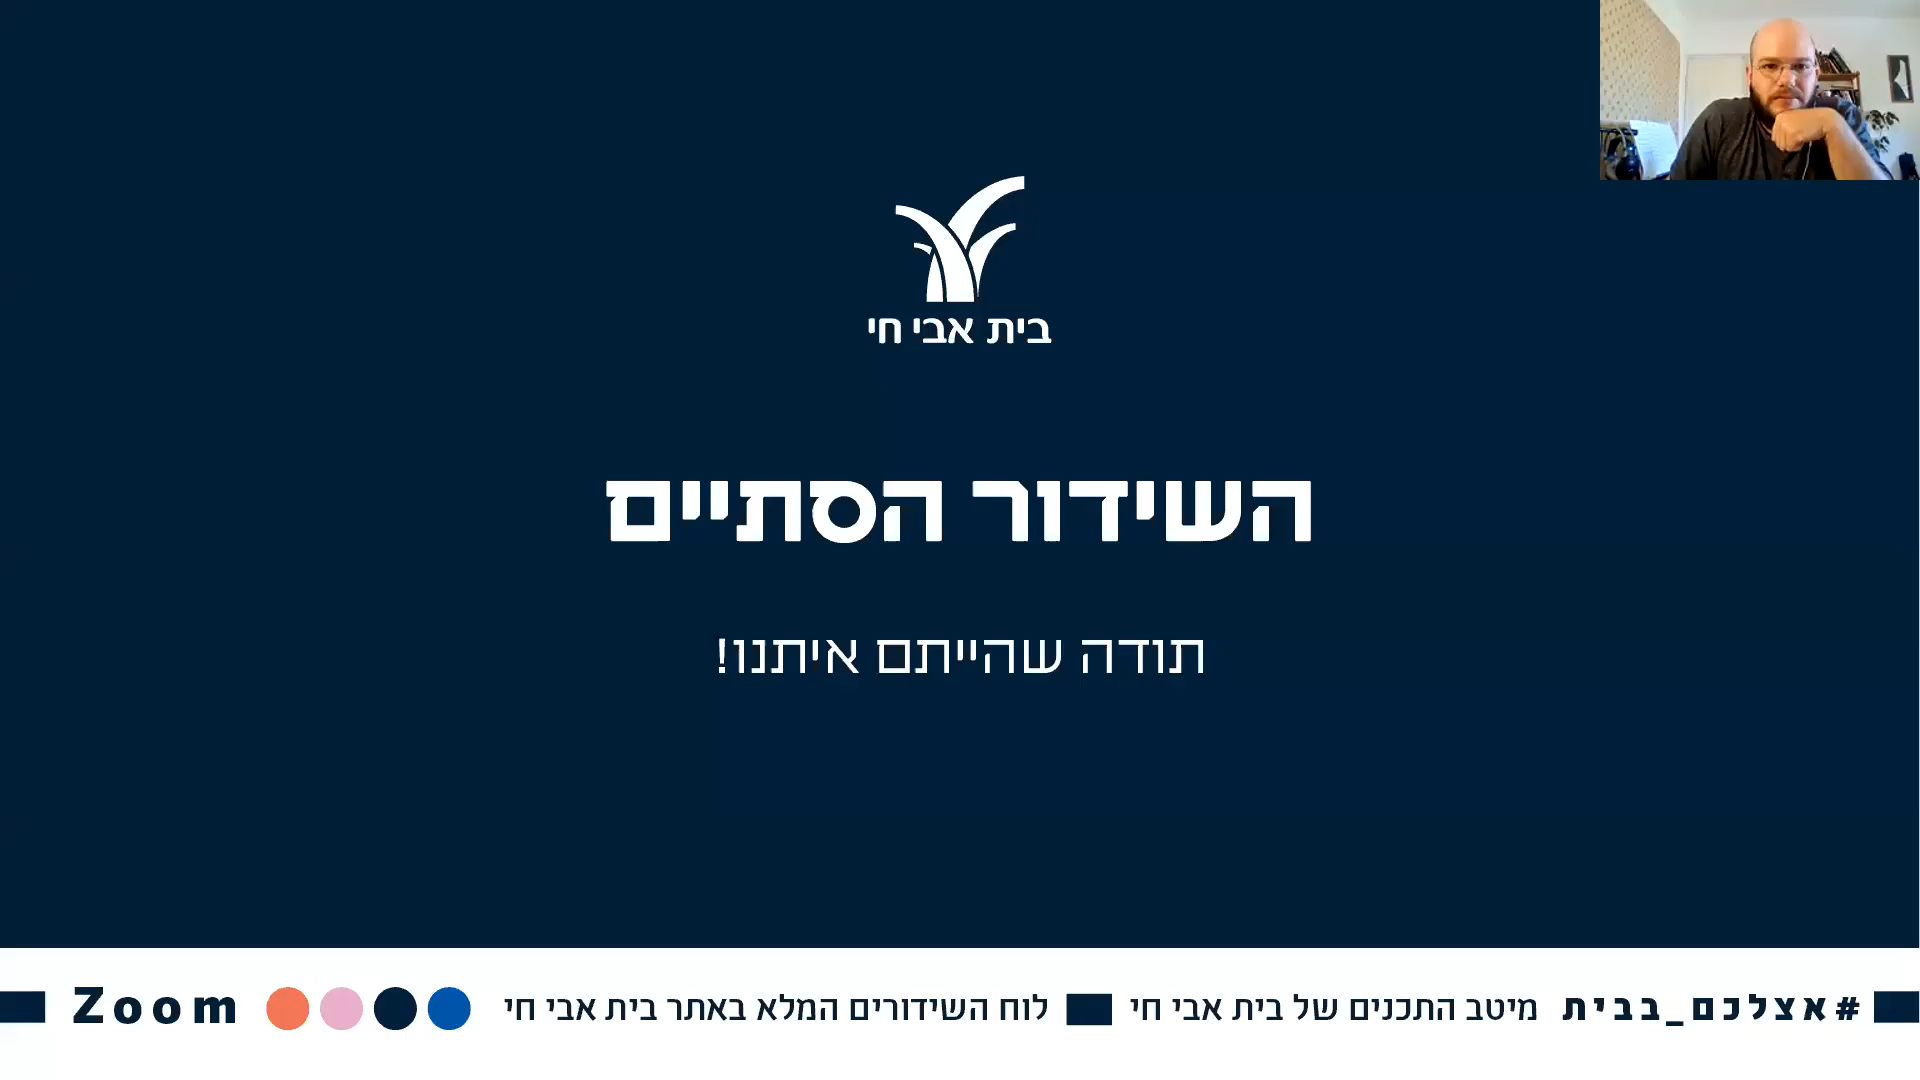 בית אבי חי
השידור הסתיים
תודה שהייתם איתנו!
#אצלכם_בבית מיטב התכנים של בית אבי חי לוח השידורים המלא באתר בית אבי חי Zoom